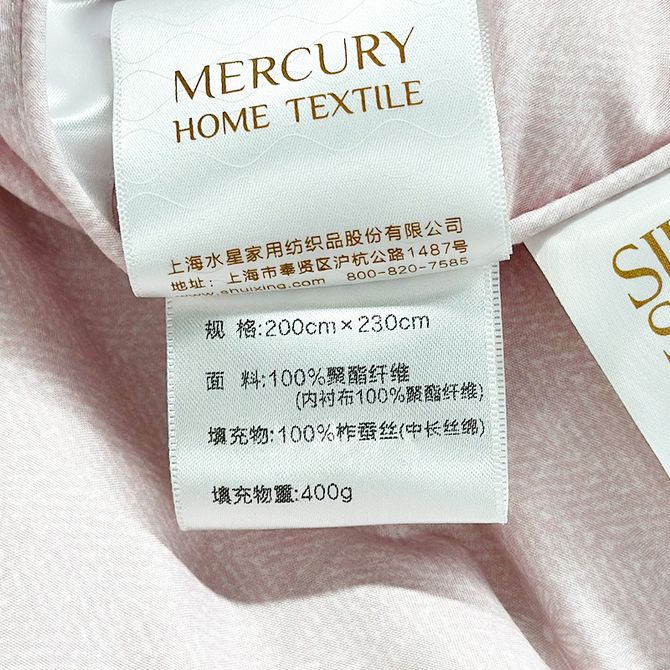 MERCURY
HOME TEXTILE
上海水星家用纺织品股份有限公司
地址：上海市奉贤区沪杭公路1487号
www.shuixing.com 800-820-7585
规 格:200cm×230cm
面 料:100%聚酯纤维
(内衬布100%聚酯纤维)
填充物:100%柞蚕丝(中长丝绵)
填充物量:400g